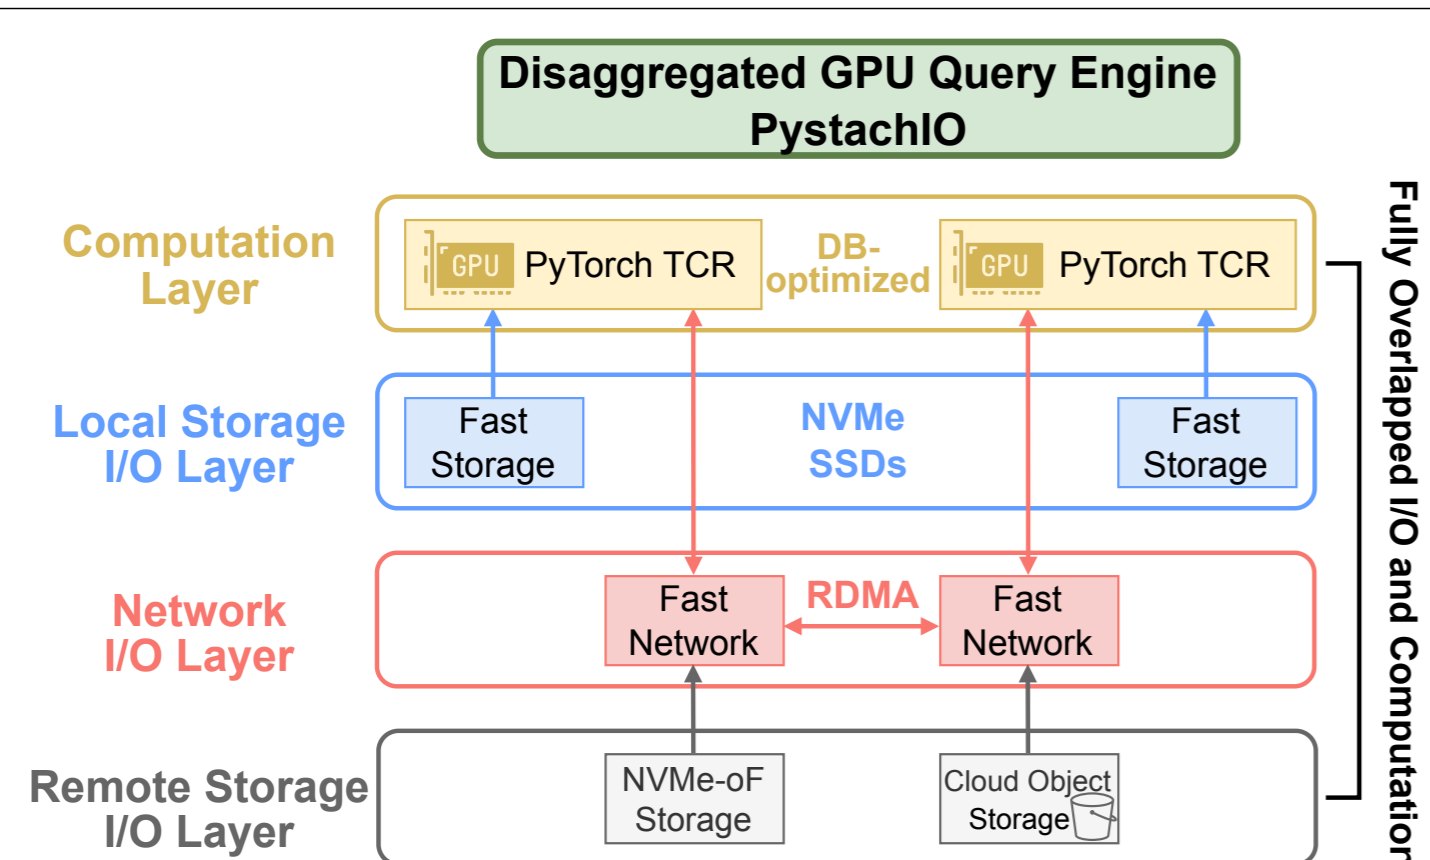 Disaggregated GPU Query Engine
PystachIO
Computation
Layer
GPU
PyTorch TCR
DB-
optimized
GPU
PyTorch TCR
Local Storage
I/O Layer
Fast
Storage
NVMe
SSDs
Fast
Storage
Network
I/O Layer
Fast
Network
RDMA
Fast
Network
Remote Storage
I/O Layer
NVMe-oF
Storage
Cloud Object
Storage
Fully Overlapped I/O and Computation